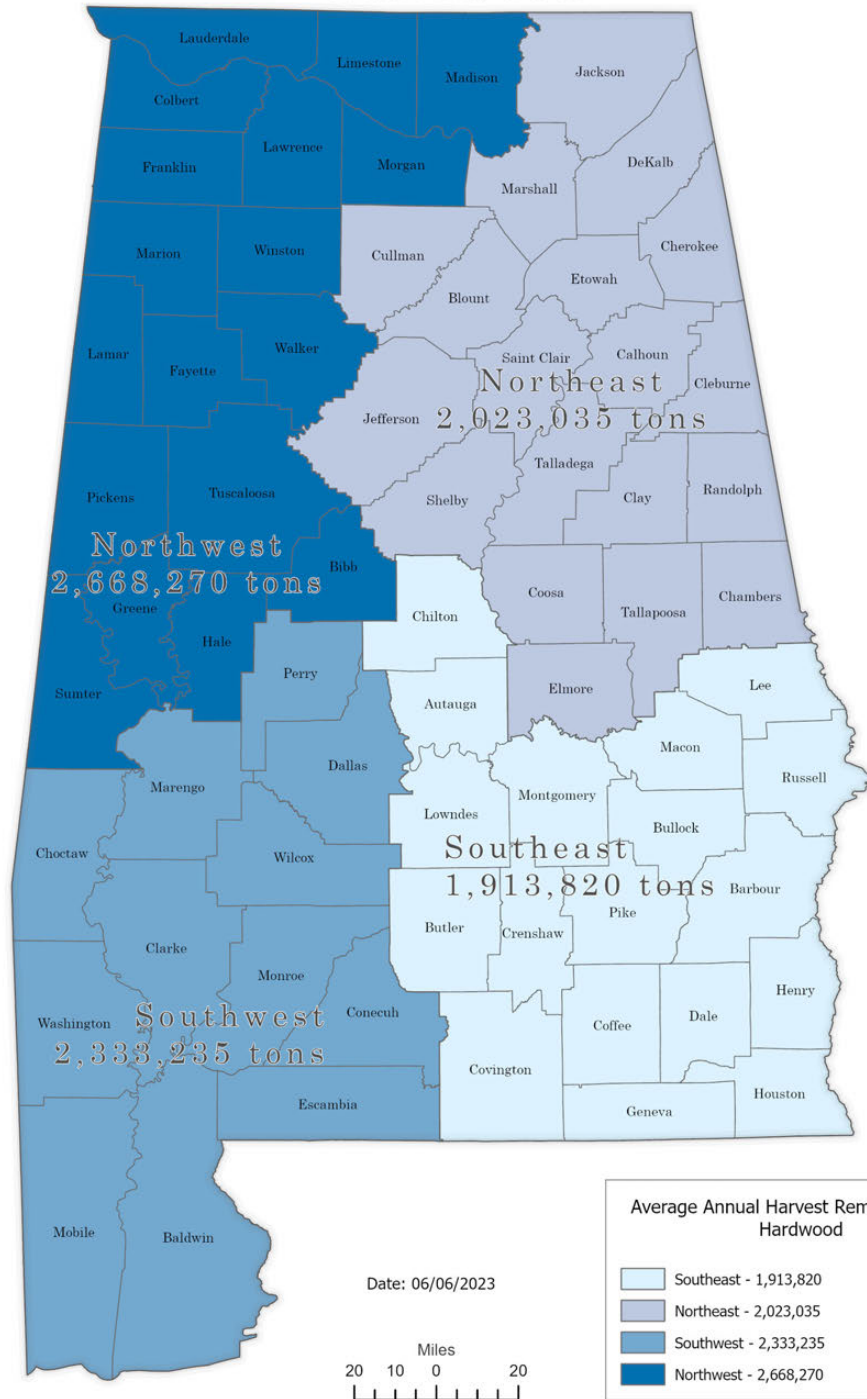 Lauderdale
Limestone
Madison
Jackson
Colbert
Lawrence
Franklin
Morgan
DeKalb
Marshall
Cherokee
Marion
Winston
Cullman
Etowah
Blount
Lamar
Fayette
Walker
Saint Clair
Calhoun
Cleburne
Northeast
2,023,035 tons
Jefferson
Talladega
Pickens
Tuscaloosa
Shelby
Clay
Randolph
Northwest
2,668,270 tons
Bibb
Greene
Hale
Coosa
Tallapoosa
Chambers
Chilton
Sumter
Perry
Autauga
Elmore
Lee
Macon
Marengo
Dallas
Russell
Lowndes
Montgomery
Bullock
Choctaw
Wilcox
Southeast
1,913,820 tons
Barbour
Butler
Crenshaw
Pike
Clarke
Monroe
Conecuh
Henry
Washington
Southwest
2,333,235 tons
Coffee
Dale
Covington
Escambia
Geneva
Houston
Mobile
Baldwin
Date: 06/06/2023
Miles
20 10 0 20
Average Annual Harvest Rem
Hardwood
Southeast - 1,913,820
Northeast - 2,023,035
Southwest - 2,333,235
Northwest - 2,668,270